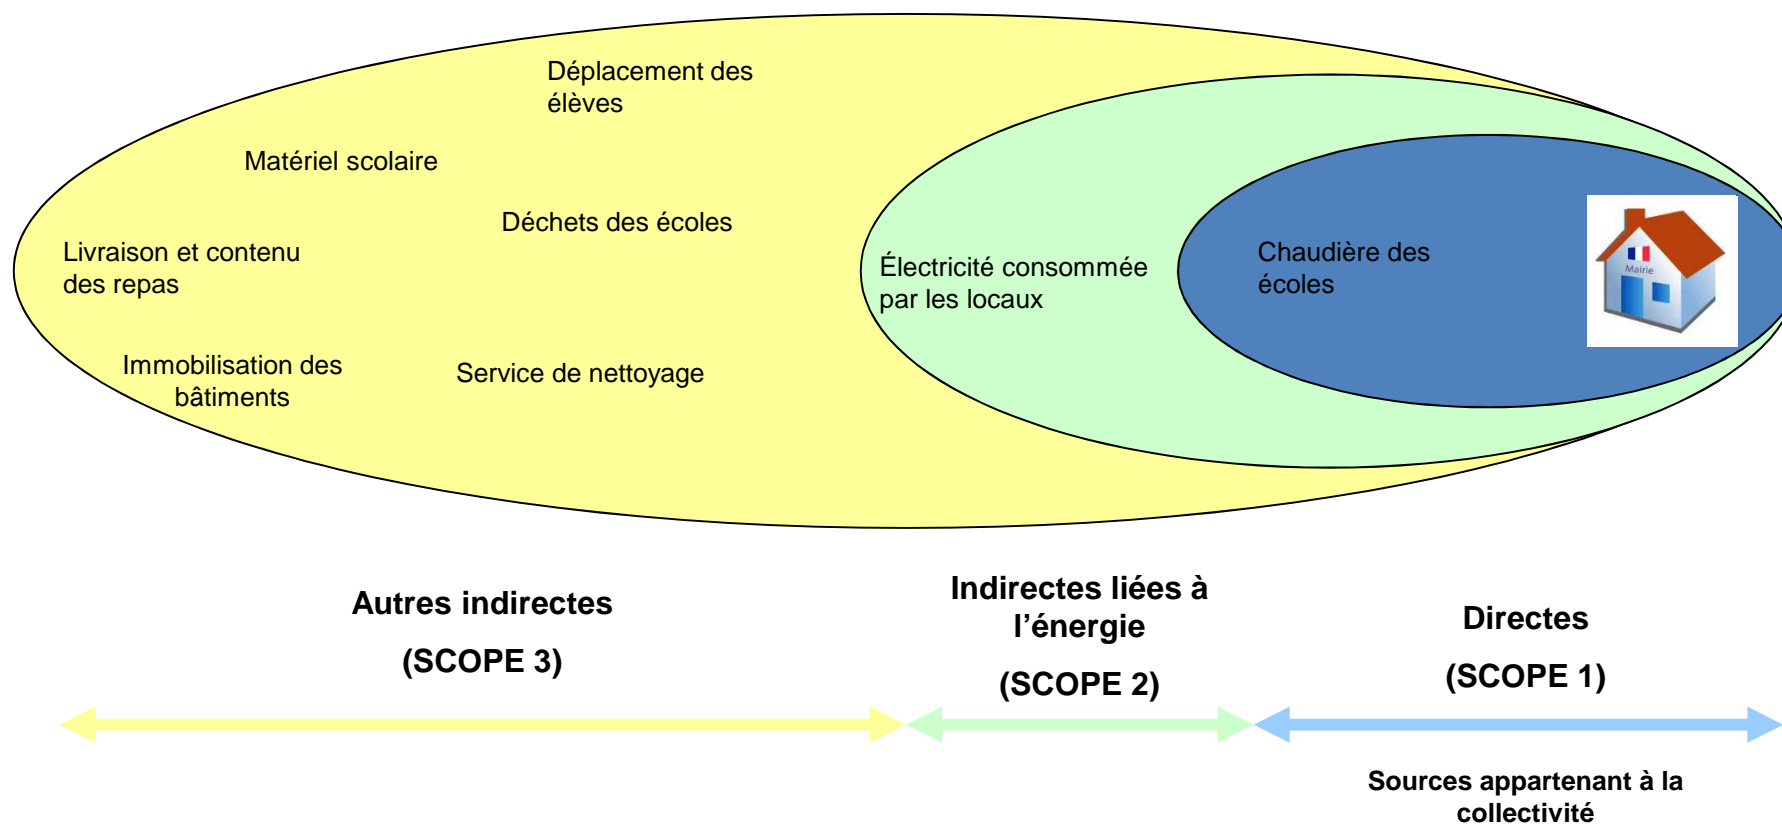 Déplacement des
élèves
Matériel scolaire
Déchets des écoles
Livraison et contenu
des repas
Immobilisation des
bâtiments
Service de nettoyage
Électricité consommée
par les locaux
Chaudière des
écoles
Mairie
Autres indirectes
(SCOPE 3)
Indirectes liées à
l’énergie
(SCOPE 2)
Directes
(SCOPE 1)
Sources appartenant à la
collectivité